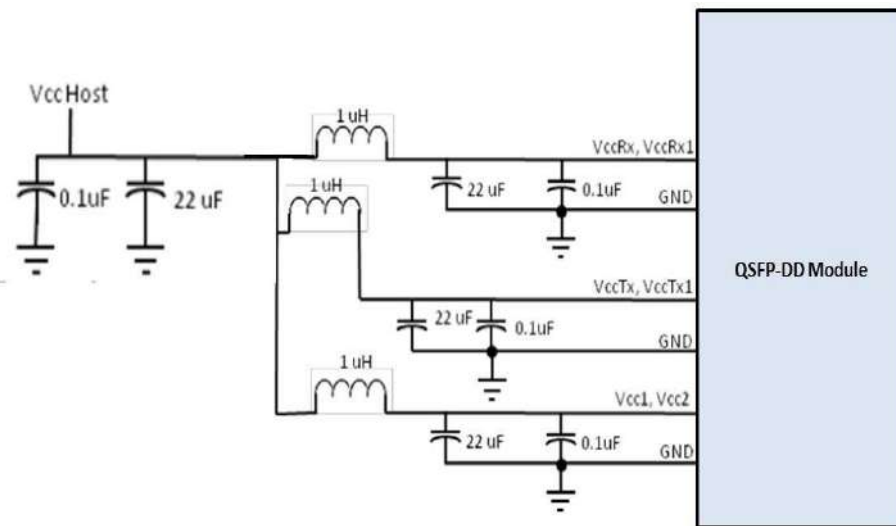 VccHost
0.1uF
22 uF
1 uH
1 uH
1 uH
VccRx, VccRx1
22 uF
0.1uF
GND
VccTx, VccTx1
22 uF
0.1uF
GND
Vcc1, Vcc2
22 uF
0.1uF
GND
QSFP-DD Module